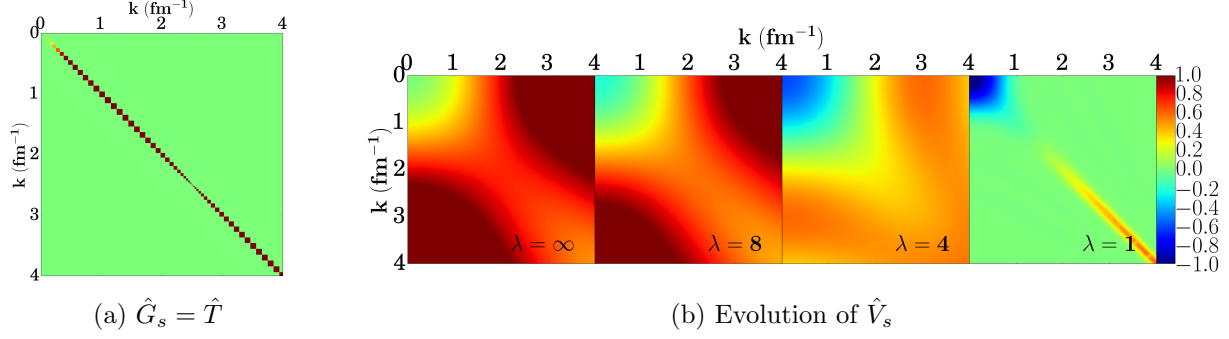 k (fm⁻¹)
0 1 2 3 4
0
1
2
3
4
k (fm⁻¹)
(a) Ĝ_s = T̂
k (fm⁻¹)
0 1 2 3 4 1 2 3 4 1 2 3 4 1 2 3 4
0
1
2
3
4
k (fm⁻¹)
λ = ∞
λ = 8
λ = 4
λ = 1
1.0
0.8
0.6
0.4
0.2
0.0
−0.2
−0.4
−0.6
−0.8
−1.0
(b) Evolution of V̂_s